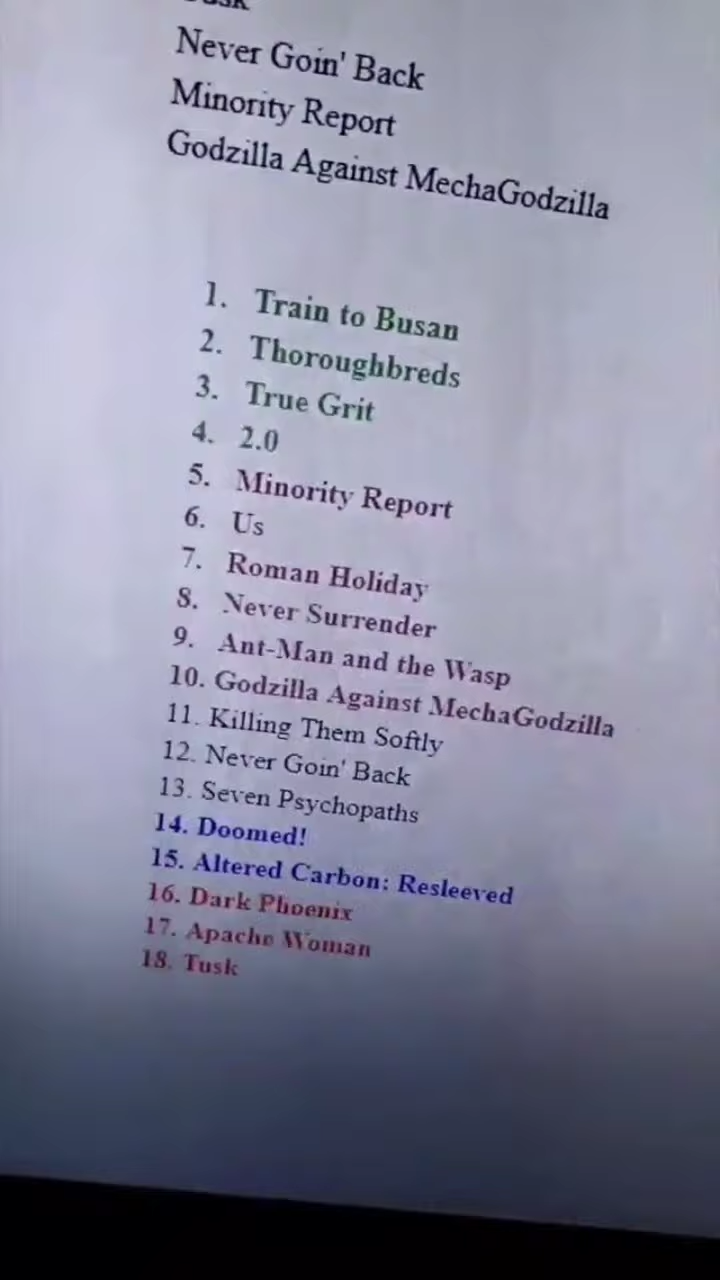 Never Goin' Back
Minority Report
Godzilla Against MechaGodzilla
1. Train to Busan
2. Thoroughbreds
3. True Grit
4. 2.0
5. Minority Report
6. Us
7. Roman Holiday
8. Never Surrender
9. Ant-Man and the Wasp
10. Godzilla Against MechaGodzilla
11. Killing Them Softly
12. Never Goin' Back
13. Seven Psychopaths
14. Doomed!
15. Altered Carbon: Resleeved
16. Dark Phoenix
17. Apache Woman
18. Tusk